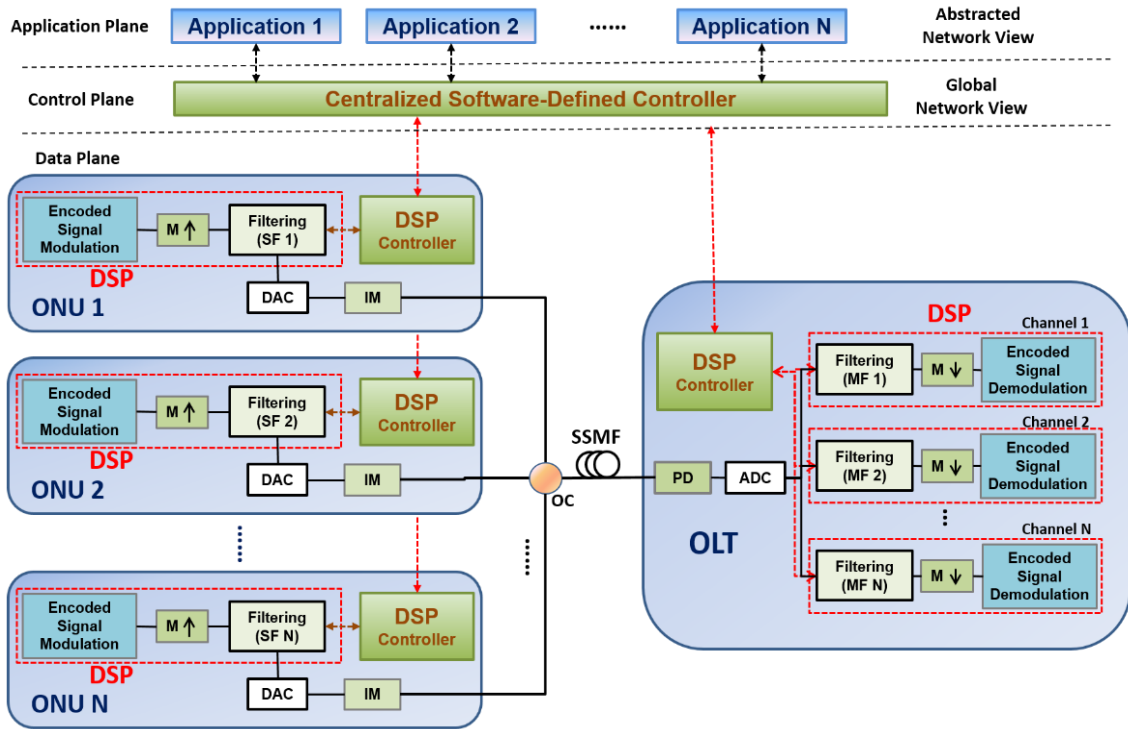 Application Plane
Application 1
Application 2
......
Application N
Abstracted
Network View
Control Plane
Centralized Software-Defined Controller
Global
Network View
Data Plane
Encoded
Signal
Modulation
M ↑
Filtering
(SF 1)
DSP
Controller
DSP
ONU 1
DAC
IM
Encoded
Signal
Modulation
M ↑
Filtering
(SF 2)
DSP
Controller
DSP
ONU 2
DAC
IM
......
Encoded
Signal
Modulation
M ↑
Filtering
(SF N)
DSP
Controller
DSP
ONU N
DAC
IM
......
OC
SSMF
DSP
Controller
PD
ADC
OLT
DSP
Channel 1
Filtering
(MF 1)
M ↓
Encoded
Signal
Demodulation
Channel 2
Filtering
(MF 2)
M ↓
Encoded
Signal
Demodulation
...
Channel N
Filtering
(MF N)
M ↓
Encoded
Signal
Demodulation